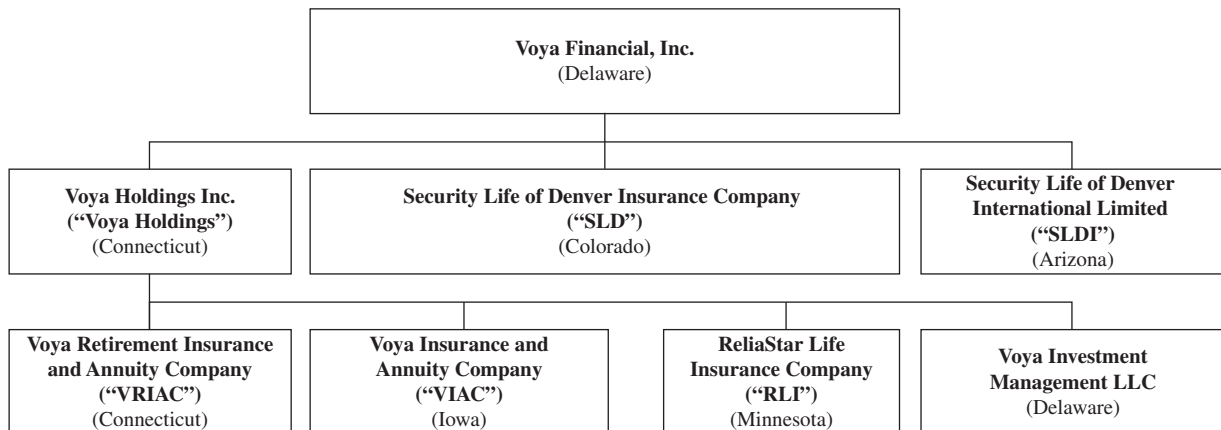 Voya Financial, Inc.
(Delaware)
Voya Holdings Inc.
(“Voya Holdings”)
(Connecticut)
Security Life of Denver Insurance Company
(“SLD”)
(Colorado)
Security Life of Denver
International Limited
(“SLDI”)
(Arizona)
Voya Retirement Insurance
and Annuity Company
(“VRIAC”)
(Connecticut)
Voya Insurance and
Annuity Company
(“VIAC”)
(Iowa)
ReliaStar Life
Insurance Company
(“RLI”)
(Minnesota)
Voya Investment
Management LLC
(Delaware)